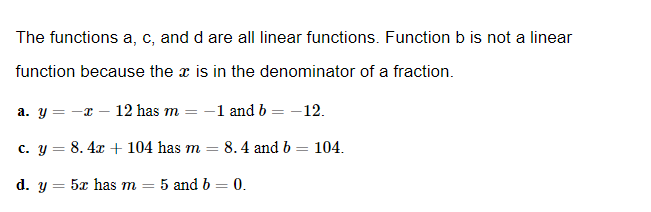 The functions a, c, and d are all linear functions. Function b is not a linear
function because the x is in the denominator of a fraction.
a. y = −x − 12 has m = −1 and b = −12.
c. y = 8. 4x + 104 has m = 8. 4 and b = 104.
d. y = 5x has m = 5 and b = 0.